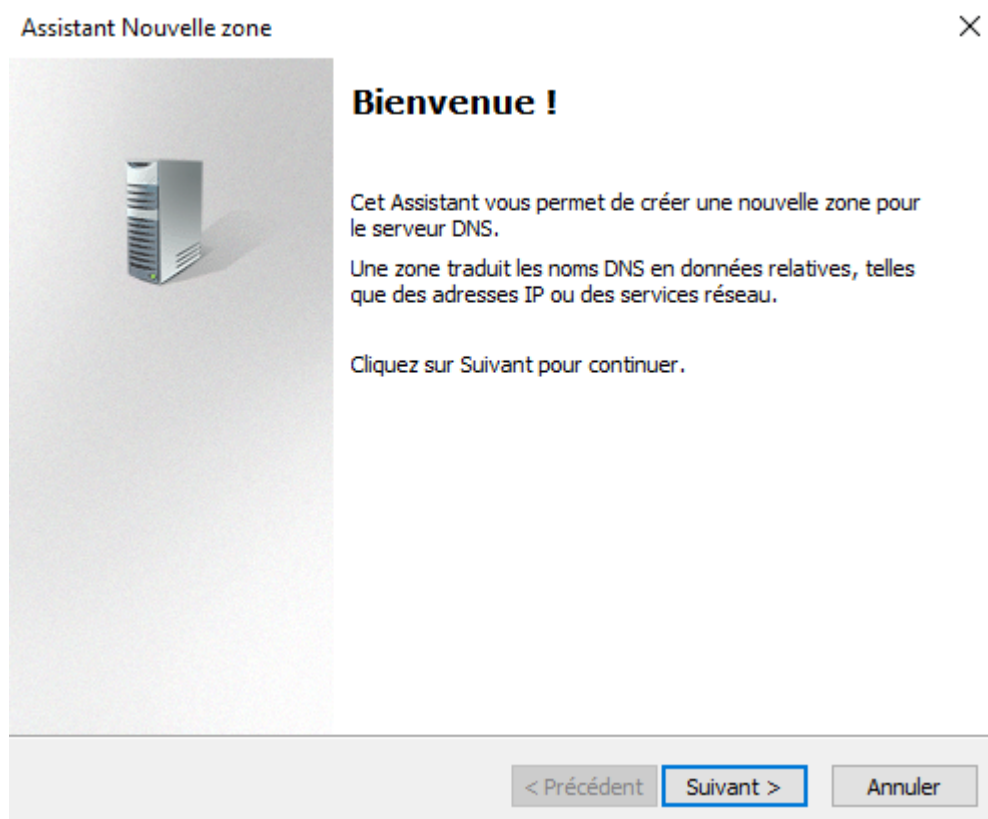 Assistant Nouvelle zone
Bienvenue !
Cet Assistant vous permet de créer une nouvelle zone pour
le serveur DNS.
Une zone traduit les noms DNS en données relatives, telles
que des adresses IP ou des services réseau.
Cliquez sur Suivant pour continuer.
< Précédent Suivant > Annuler